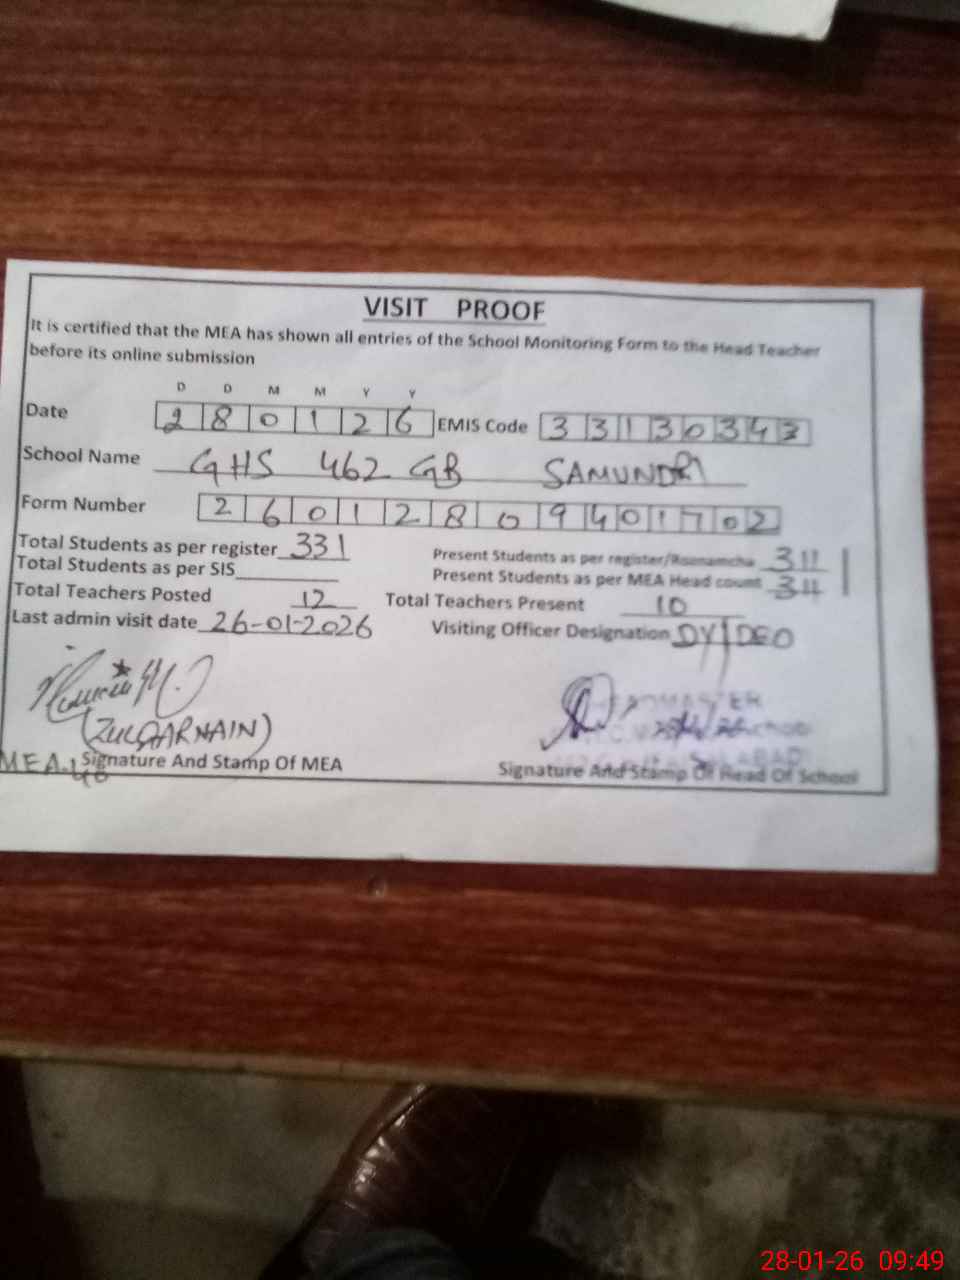 VISIT PROOF
It is certified that the MEA has shown all entries of the School Monitoring Form to the Head Teacher
before its online submission
D D M M Y Y
Date 2 8 0 1 2 6 EMIS Code 3 3 1 3 0 3 4 3
School Name GHS 462 GB SAMUNDRI
Form Number 2 6 0 1 2 8 0 9 4 0 1 7 0 2
Total Students as per register 331 Present Students as per register/Roznamcha 311
Total Students as per SIS Present Students as per MEA Head count
Total Teachers Posted 12 Total Teachers Present 10
Last admin visit date 26-01-2026 Visiting Officer Designation DY/DEO
(ZULQARNAIN) HEADMASTER
MEA Signature And Stamp Of MEA Signature And Stamp Of Head Of School
28-01-26 09:49